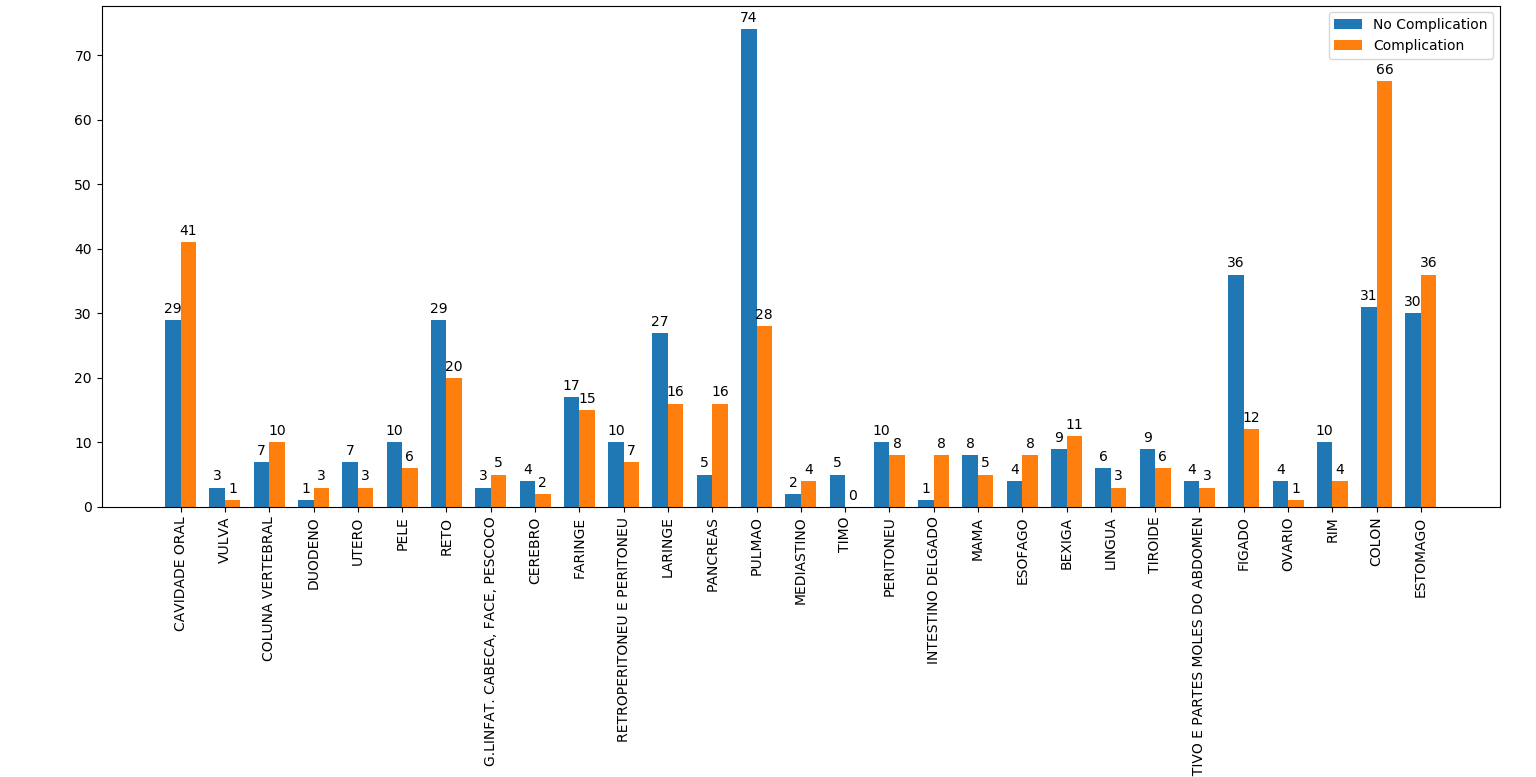 74
No Complication
Complication
70
66
60
50
41
40
36
36
31
30
29
29
30
28
27
20
20
17
15
16
16
12
11
10
10
10
10
10
10
9
9
8
8
8
8
7
7
7
6
6
6
5
5
5
5
4
4
4
4
4
4
3
3
3
3
3
3
2
2
1
1
1
1
0
0
CAVIDADE ORAL
VULVA
COLUNA VERTEBRAL
DUODENO
UTERO
PELE
RETO
G.LINFAT. CABECA, FACE, PESCOCO
CEREBRO
FARINGE
RETROPERITONEU E PERITONEU
LARINGE
PANCREAS
PULMAO
MEDIASTINO
TIMO
PERITONEU
INTESTINO DELGADO
MAMA
ESOFAGO
BEXIGA
LINGUA
TIROIDE
TIVO E PARTES MOLES DO ABDOMEN
FIGADO
OVARIO
RIM
COLON
ESTOMAGO